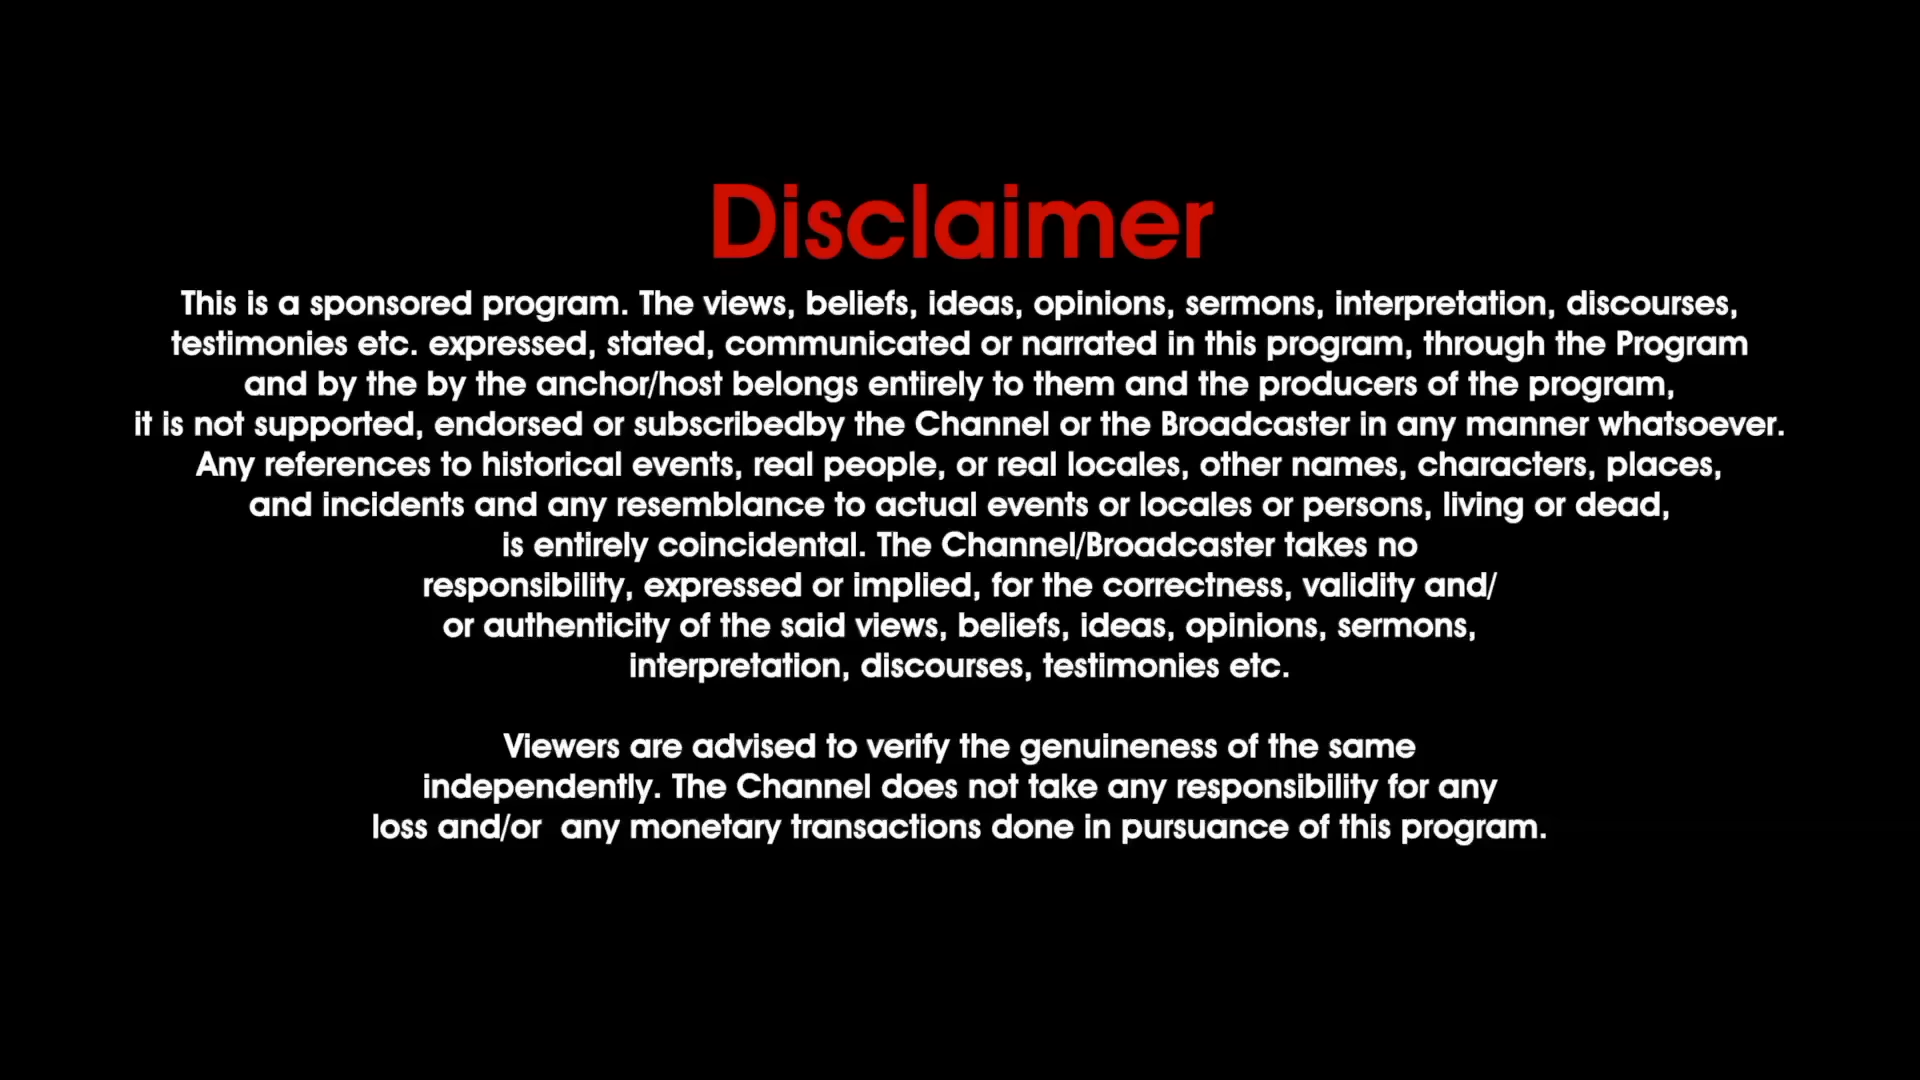 Disclaimer
This is a sponsored program. The views, beliefs, ideas, opinions, sermons, interpretation, discourses,
testimonies etc. expressed, stated, communicated or narrated in this program, through the Program
and by the by the anchor/host belongs entirely to them and the producers of the program,
it is not supported, endorsed or subscribedby the Channel or the Broadcaster in any manner whatsoever.
Any references to historical events, real people, or real locales, other names, characters, places,
and incidents and any resemblance to actual events or locales or persons, living or dead,
is entirely coincidental. The Channel/Broadcaster takes no
responsibility, expressed or implied, for the correctness, validity and/
or authenticity of the said views, beliefs, ideas, opinions, sermons,
interpretation, discourses, testimonies etc.
Viewers are advised to verify the genuineness of the same
independently. The Channel does not take any responsibility for any
loss and/or  any monetary transactions done in pursuance of this program.